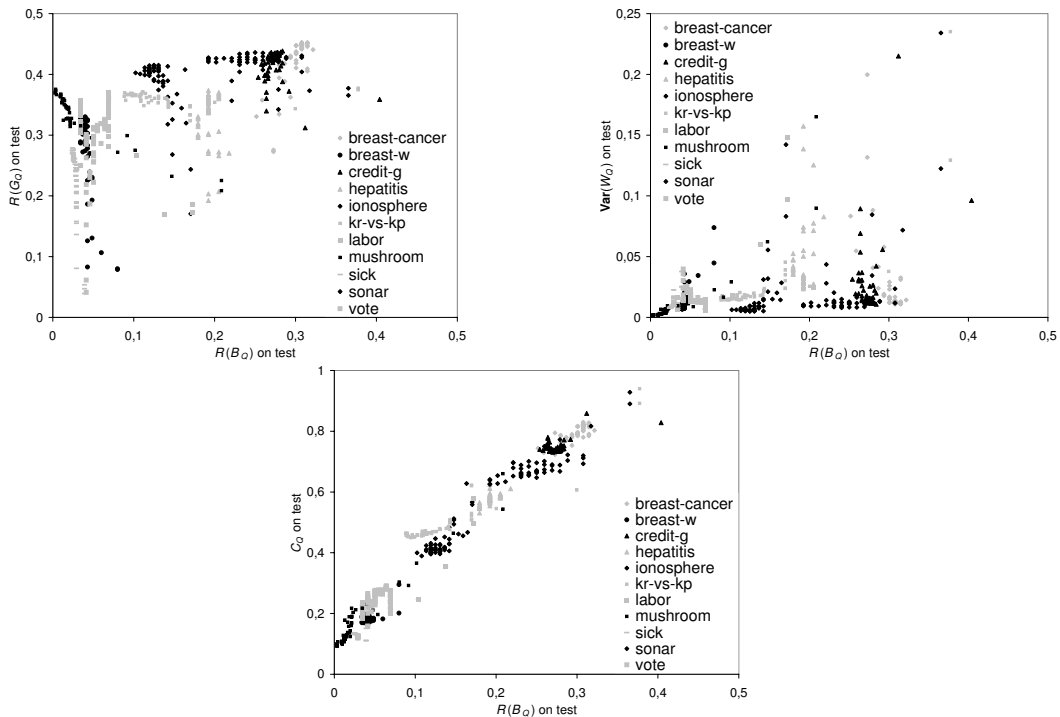 0,5
0,4
0,3
0,2
0,1
0
R(G_Q) on test
0
0,1
0,2
0,3
0,4
0,5
R(B_Q) on test
breast-cancer
breast-w
credit-g
hepatitis
ionosphere
kr-vs-kp
labor
mushroom
sick
sonar
vote
0,25
0,2
0,15
0,1
0,05
0
Var(W_Q) on test
0
0,1
0,2
0,3
0,4
0,5
R(B_Q) on test
breast-cancer
breast-w
credit-g
hepatitis
ionosphere
kr-vs-kp
labor
mushroom
sick
sonar
vote
1
0,8
0,6
0,4
0,2
0
C_Q on test
0
0,1
0,2
0,3
0,4
0,5
R(B_Q) on test
breast-cancer
breast-w
credit-g
hepatitis
ionosphere
kr-vs-kp
labor
mushroom
sick
sonar
vote